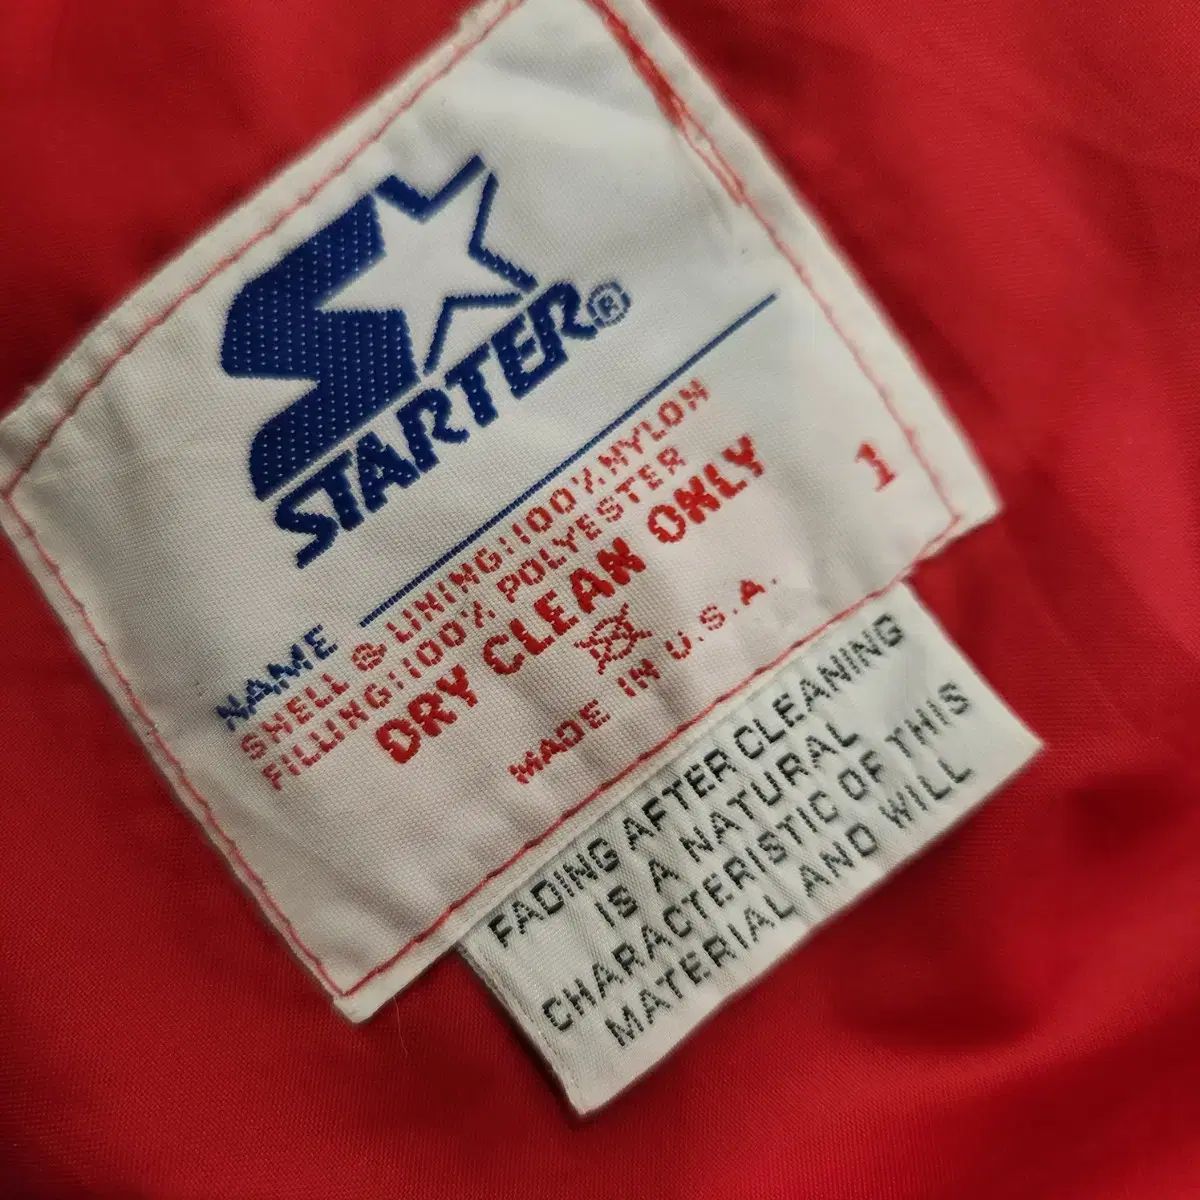 STARTER®
NAME
SHELL & LINING:100% NYLON
FILLING:100% POLYESTER
DRY CLEAN ONLY
1
MADE IN U.S.A.
FADING AFTER CLEANING
IS A NATURAL
CHARACTERISTIC OF THIS
MATERIAL AND WILL